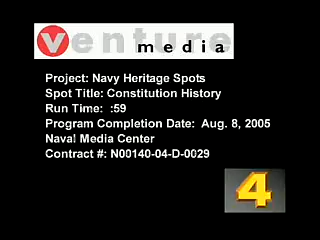 venture
media
Project: Navy Heritage Spots
Spot Title: Constitution History
Run Time: :59
Program Completion Date: Aug. 8, 2005
Naval Media Center
Contract #: N00140-04-D-0029
4